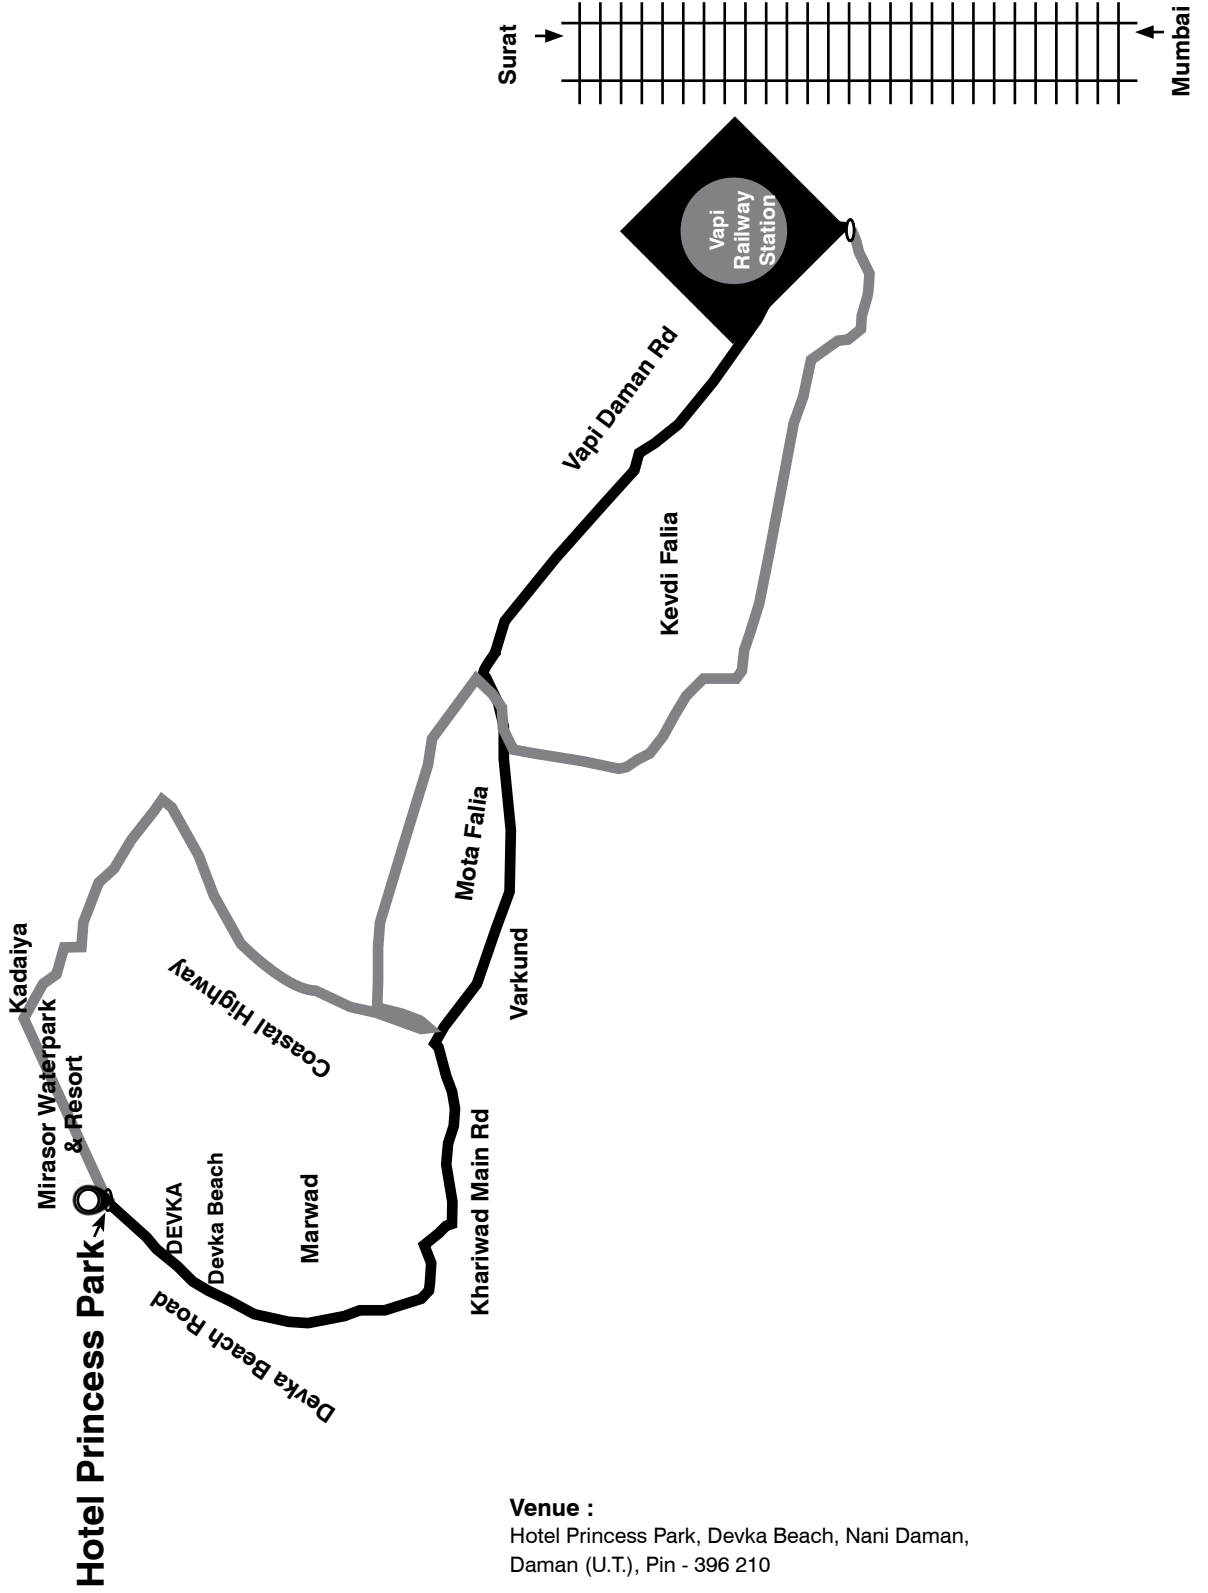 Surat
Mumbai
Vapi
Railway
Station
Vapi Daman Rd
Kevdi Falia
Mota Falia
Varkund
Kadaiya
Coastal Highway
Mirasor Waterpark
& Resort
DEVKA
Devka Beach
Marwad
Khariwad Main Rd
Hotel Princess Park
Devka Beach Road
Venue :
Hotel Princess Park, Devka Beach, Nani Daman,
Daman (U.T.), Pin - 396 210